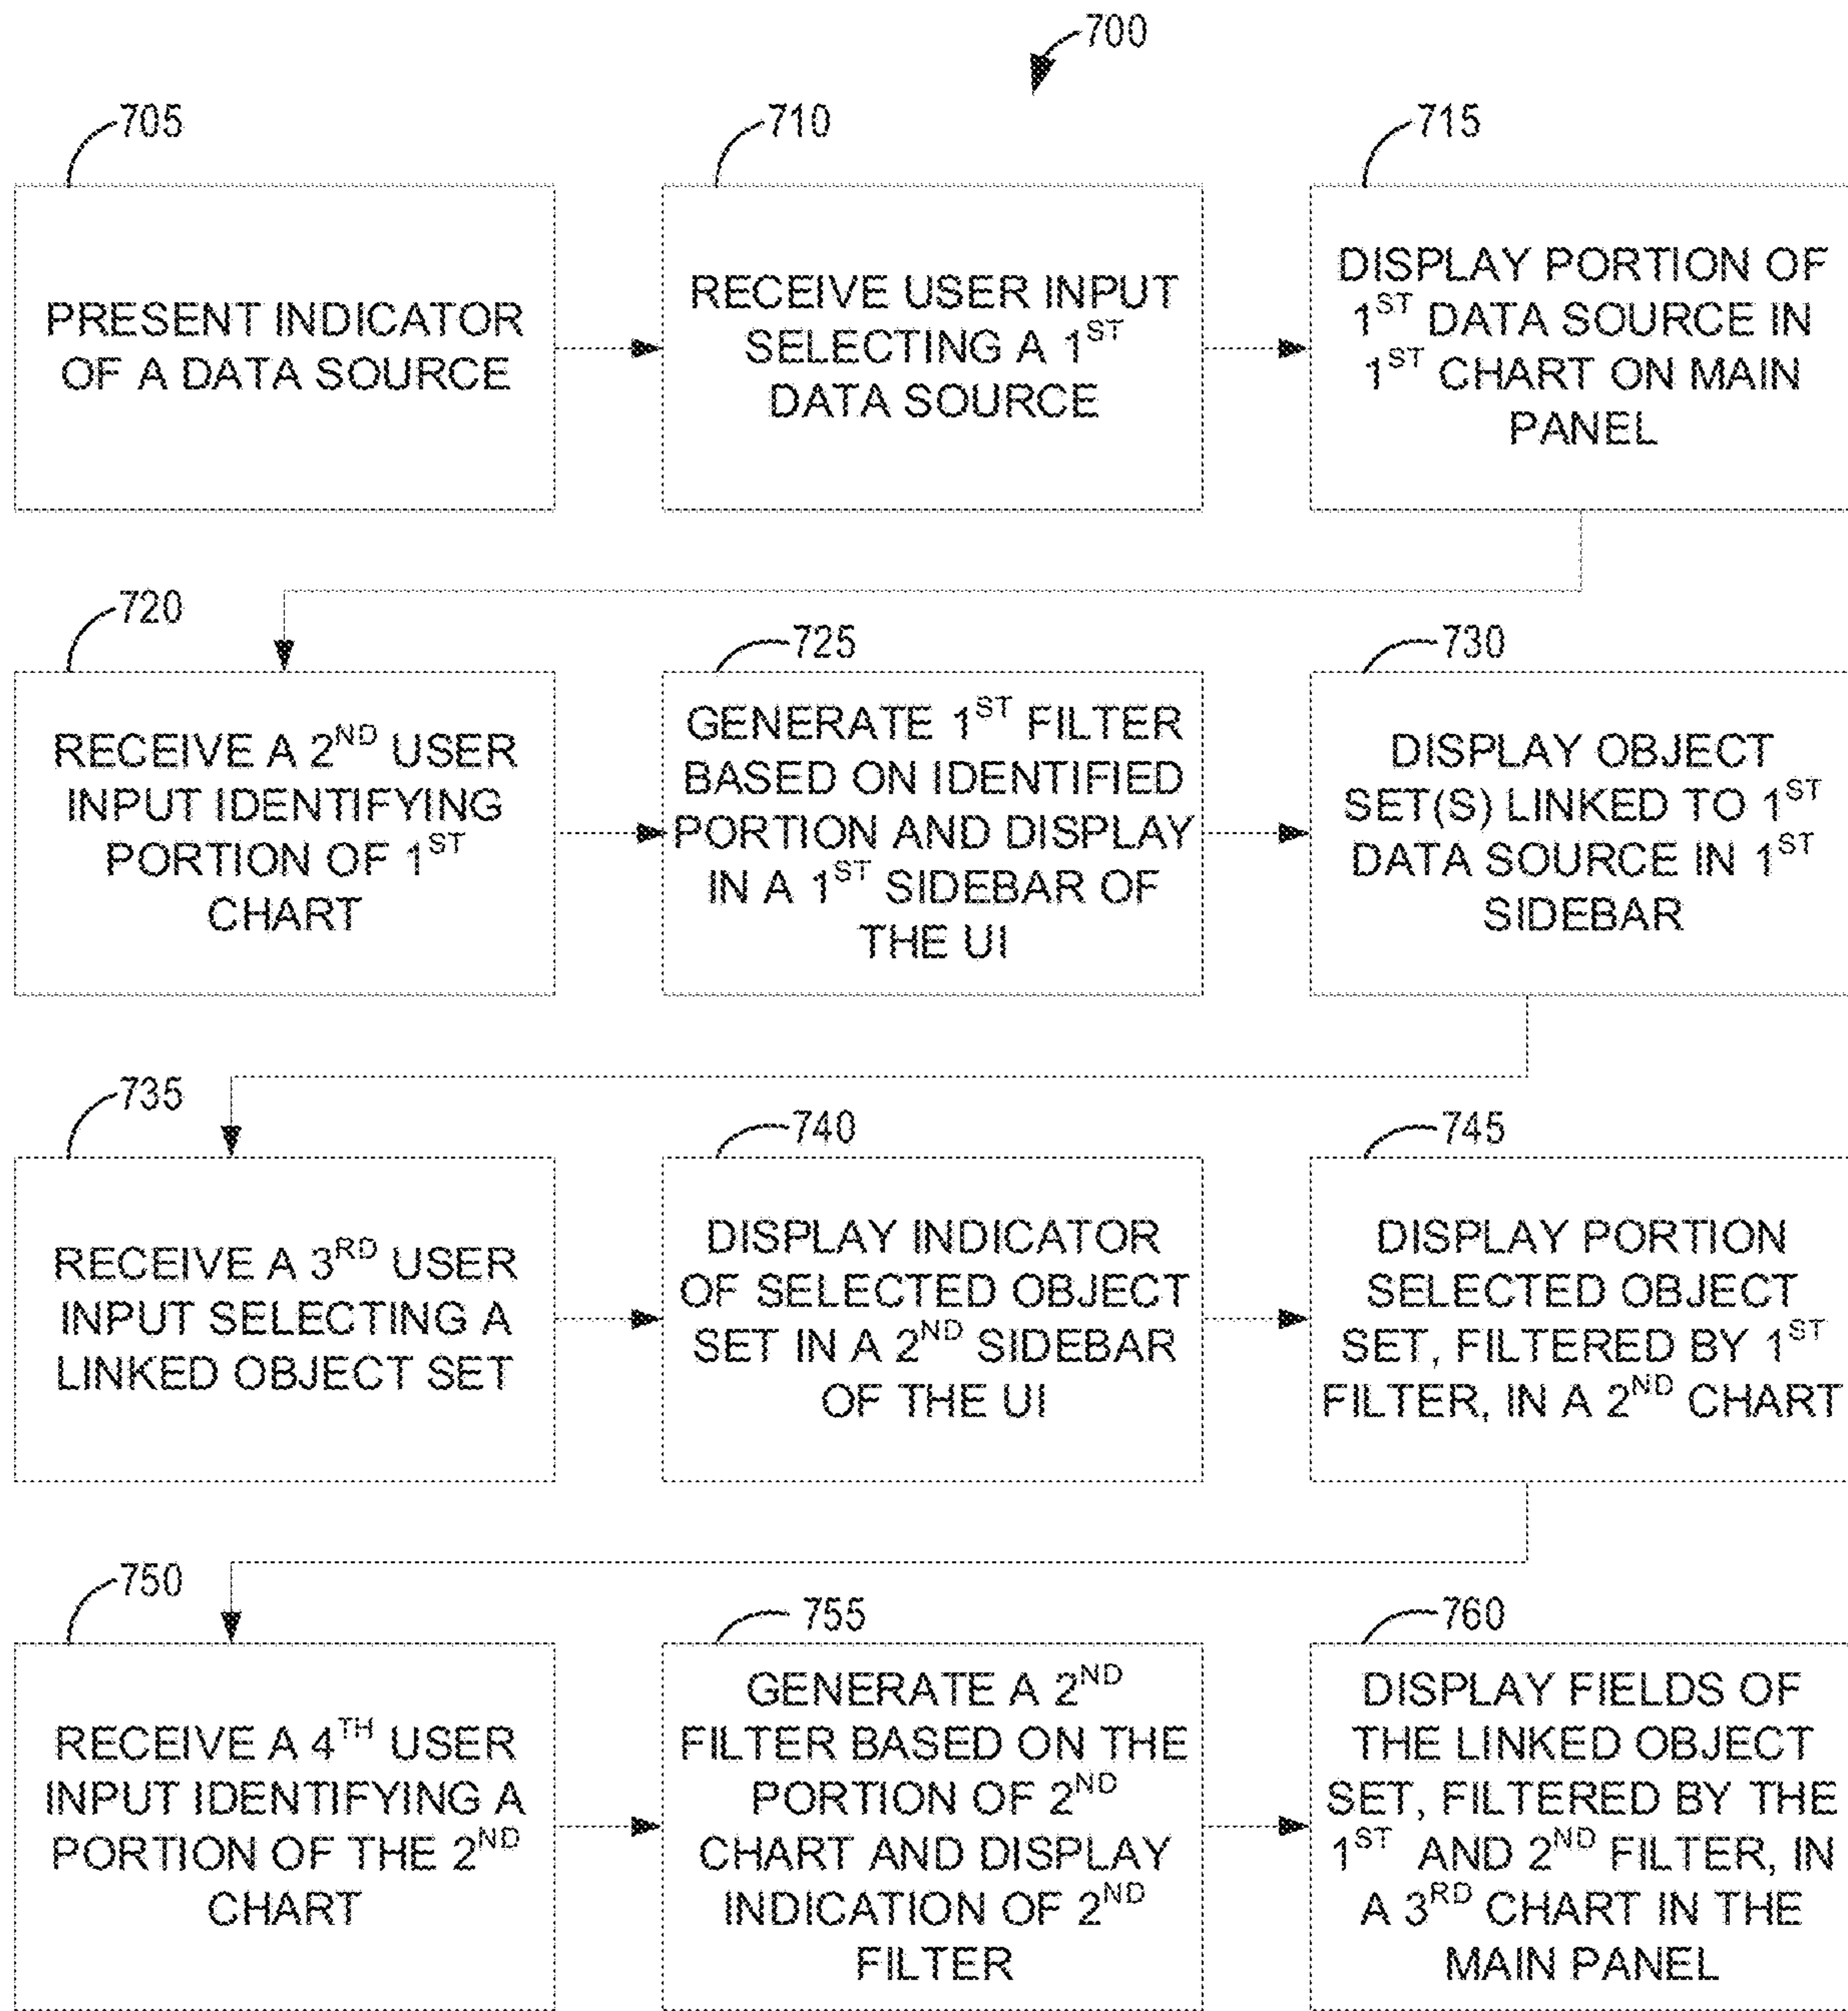 700
705
PRESENT INDICATOR
OF A DATA SOURCE
710
RECEIVE USER INPUT
SELECTING A 1ST
DATA SOURCE
715
DISPLAY PORTION OF
1ST DATA SOURCE IN
1ST CHART ON MAIN
PANEL
720
RECEIVE A 2ND USER
INPUT IDENTIFYING
PORTION OF 1ST
CHART
725
GENERATE 1ST FILTER
BASED ON IDENTIFIED
PORTION AND DISPLAY
IN A 1ST SIDEBAR OF
THE UI
730
DISPLAY OBJECT
SET(S) LINKED TO 1ST
DATA SOURCE IN 1ST
SIDEBAR
735
RECEIVE A 3RD USER
INPUT SELECTING A
LINKED OBJECT SET
740
DISPLAY INDICATOR
OF SELECTED OBJECT
SET IN A 2ND SIDEBAR
OF THE UI
745
DISPLAY PORTION
SELECTED OBJECT
SET, FILTERED BY 1ST
FILTER, IN A 2ND CHART
750
RECEIVE A 4TH USER
INPUT IDENTIFYING A
PORTION OF THE 2ND
CHART
755
GENERATE A 2ND
FILTER BASED ON THE
PORTION OF 2ND
CHART AND DISPLAY
INDICATION OF 2ND
FILTER
760
DISPLAY FIELDS OF
THE LINKED OBJECT
SET, FILTERED BY THE
1ST AND 2ND FILTER, IN
A 3RD CHART IN THE
MAIN PANEL